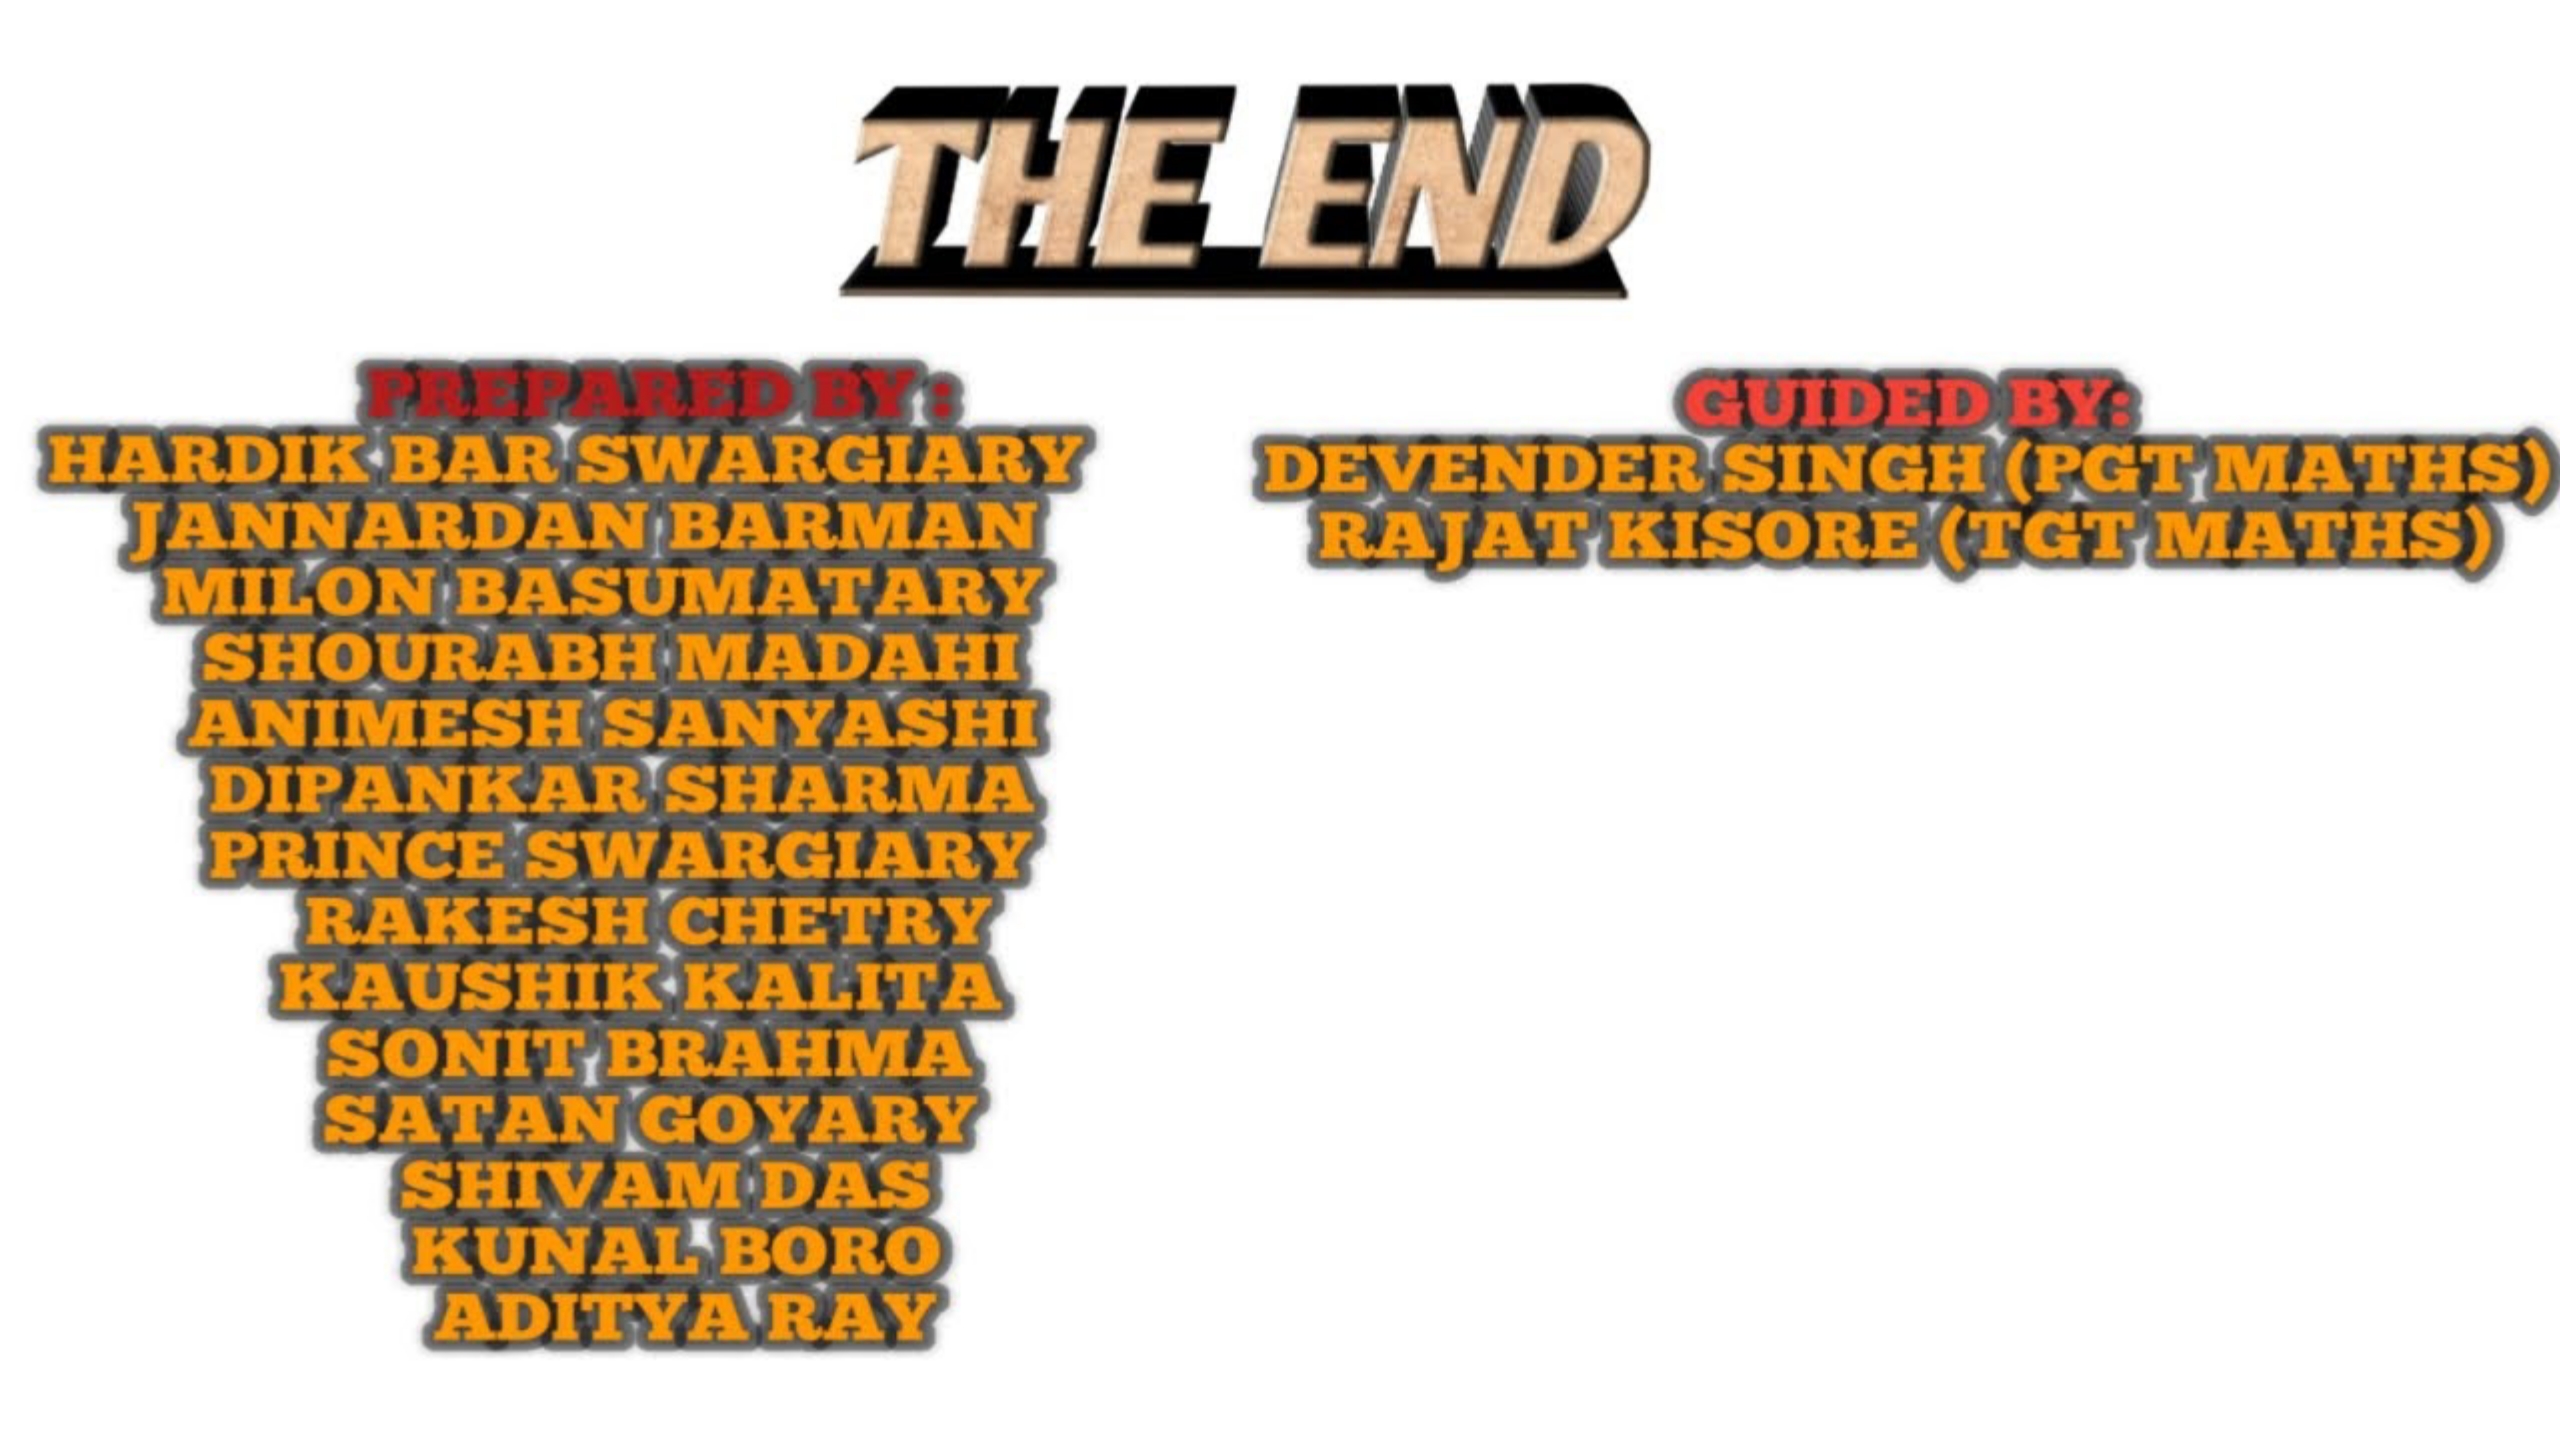 THE END
PREPARED BY :
HARDIK BAR SWARGIARY
JANNARDAN BARMAN
MILON BASUMATARY
SHOURABH MADAHI
ANIMESH SANYASHI
DIPANKAR SHARMA
PRINCE SWARGIARY
RAKESH CHETRY
KAUSHIK KALITA
SONIT BRAHMA
SATAN GOYARY
SHIVAM DAS
KUNAL BORO
ADITYA RAY
GUIDED BY:
DEVENDER SINGH (PGT MATHS)
RAJAT KISORE (TGT MATHS)